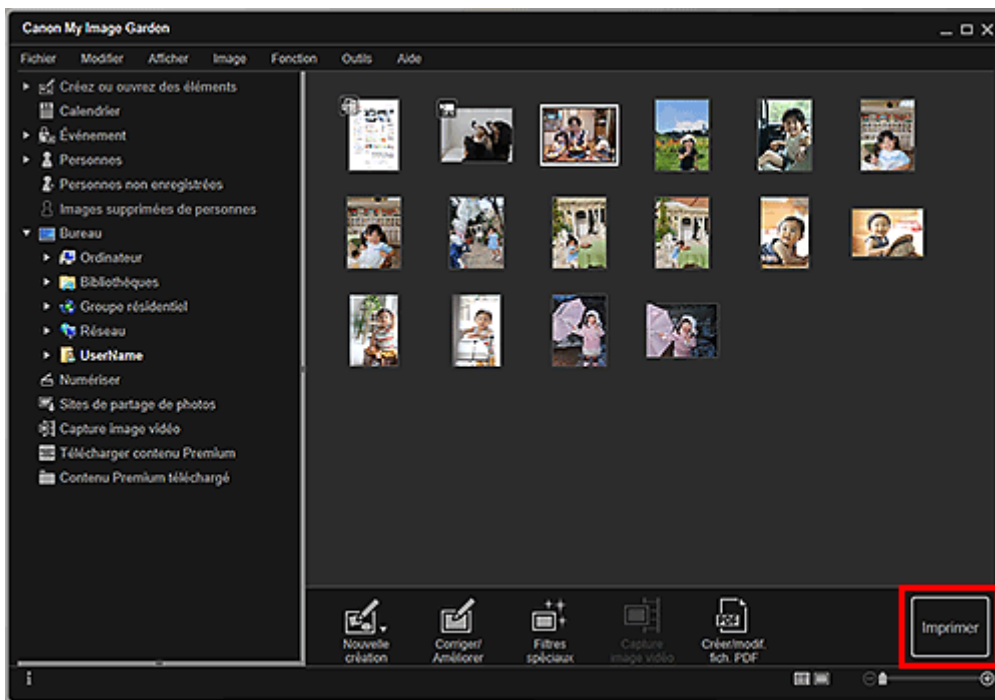 Canon My Image Garden
Fichier Modifier Afficher Image Fonction Outils Aide
Créez ou ouvrez des éléments
Calendrier
Événement
Personnes
Personnes non enregistrées
Images supprimées de personnes
Bureau
Ordinateur
Bibliothèques
Groupe résidentiel
Réseau
UserName
Numériser
Sites de partage de photos
Capture image vidéo
Télécharger contenu Premium
Contenu Premium téléchargé
Nouvelle
création
Corriger/
Améliorer
Filtres
spéciaux
Capture
image vidéo
PDF
Créer/modif.
fich. PDF
Imprimer